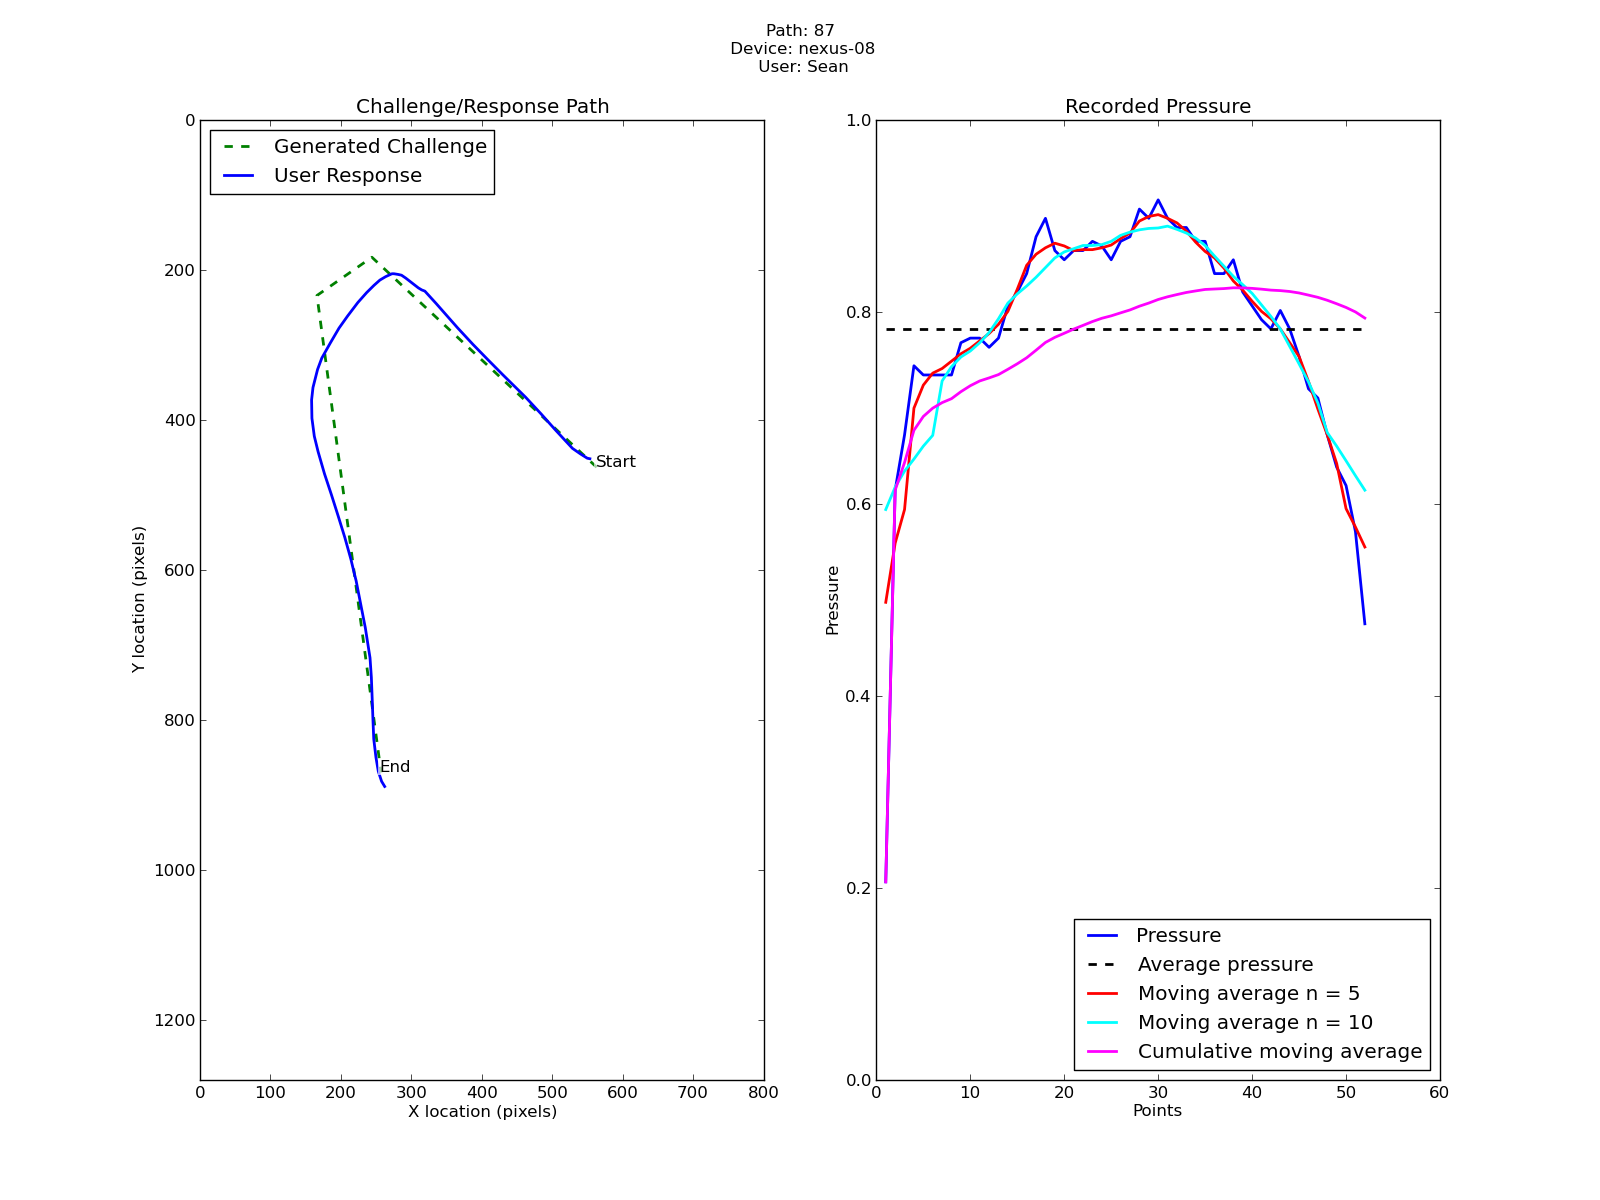 Path: 87
Device: nexus-08
User: Sean
Challenge/Response Path
Generated Challenge
User Response
Start
End
0
200
400
600
800
1000
1200
Y location (pixels)
0 100 200 300 400 500 600 700 800
X location (pixels)
Recorded Pressure
1.0
0.8
0.6
0.4
0.2
0.0
Pressure
Pressure
Average pressure
Moving average n = 5
Moving average n = 10
Cumulative moving average
0 10 20 30 40 50 60
Points